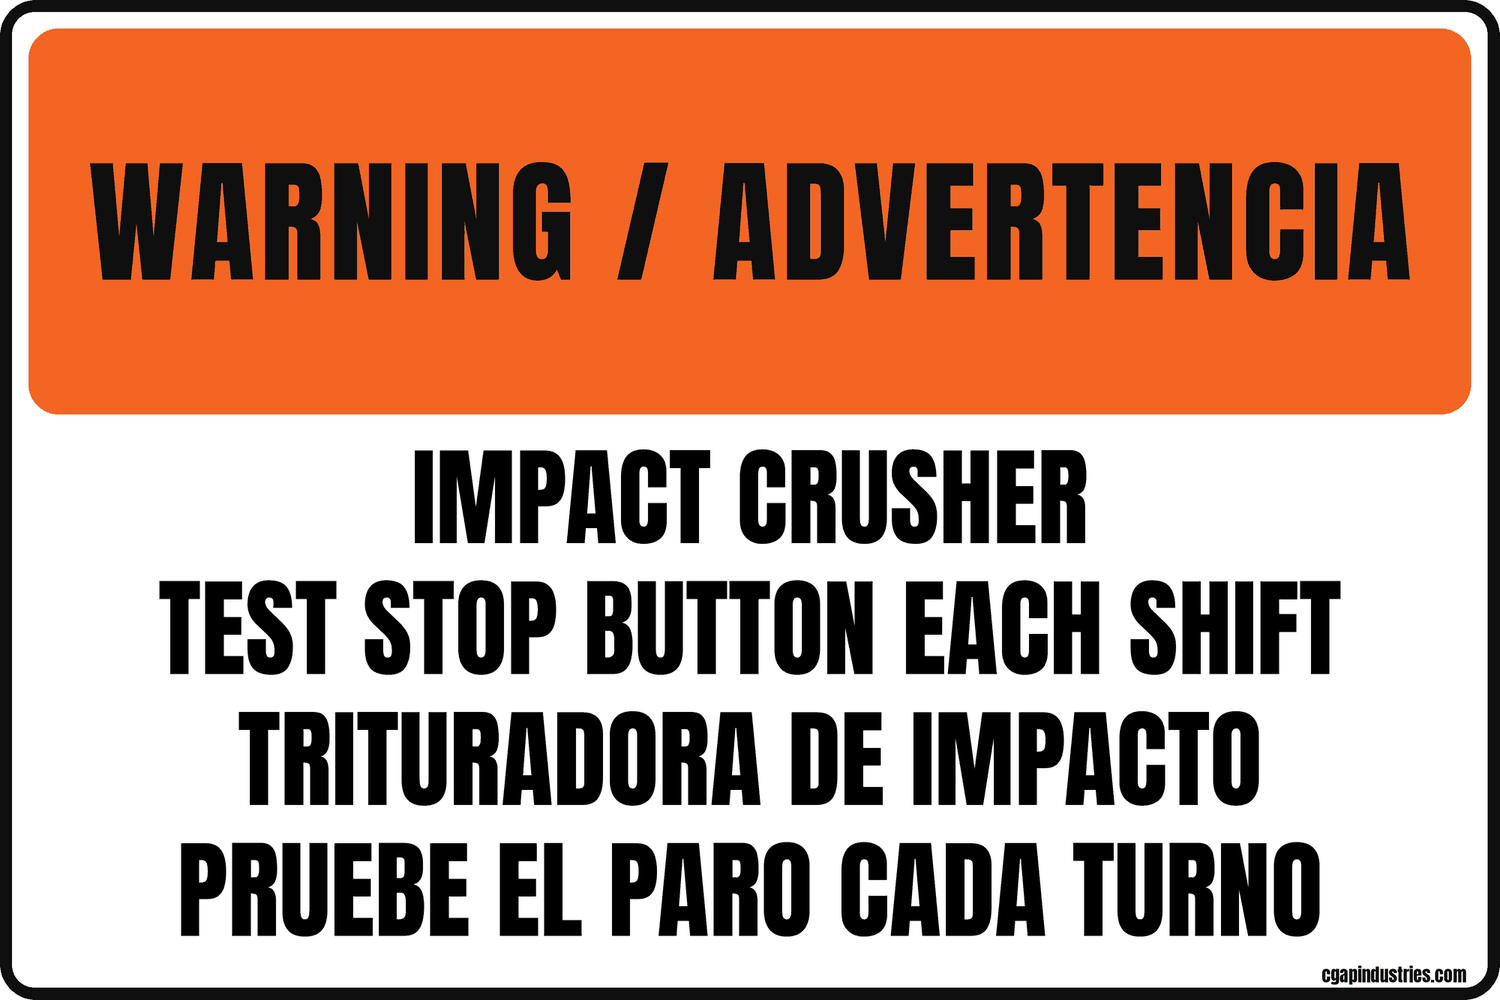 WARNING / ADVERTENCIA
IMPACT CRUSHER
TEST STOP BUTTON EACH SHIFT
TRITURADORA DE IMPACTO
PRUEBE EL PARO CADA TURNO
cgapindustries.com